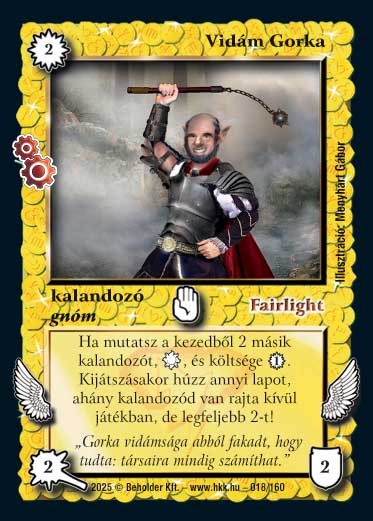 2
Vidám Gorka
Illusztráció: Menyhárt Gábor
kalandozó
gnóm
Fairlight
Ha mutatsz a kezedből 2 másik
kalandozót, , és költsége 1.
Kijátszásakor húzz annyi lapot,
ahány kalandozód van rajta kívül
játékban, de legfeljebb 2-t!
„Gorka vidámsága abból fakadt, hogy
tudta: társaira mindig számíthat.”
2
2
2025 © Beholder Kft. – www.hkk.hu – 018/160